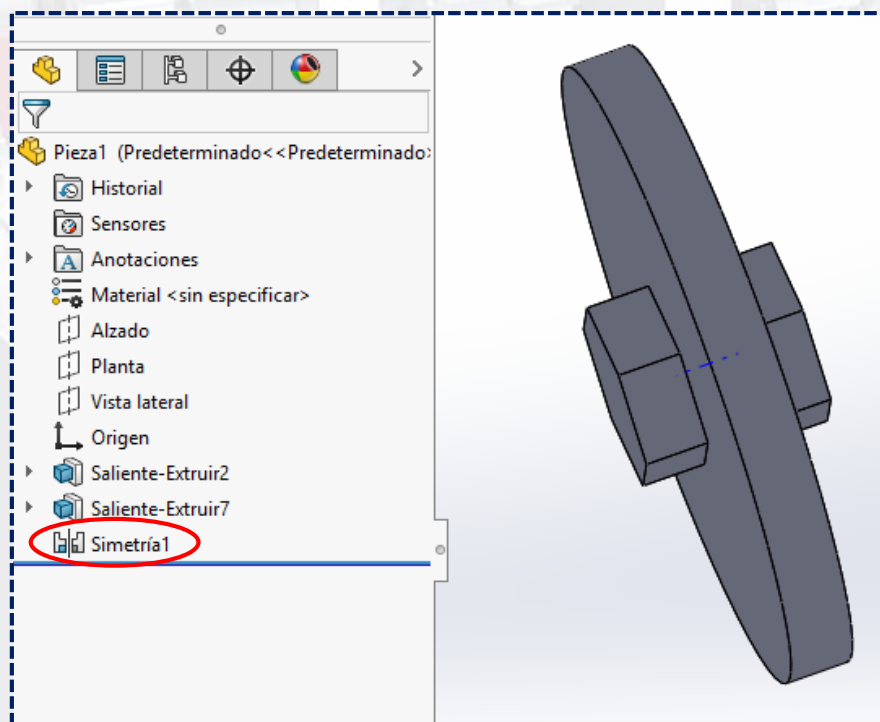 Pieza1 (Predeterminado<<Predeterminado>
Historial
Sensores
Anotaciones
Material <sin especificar>
Alzado
Planta
Vista lateral
Origen
Saliente-Extruir2
Saliente-Extruir7
Simetría1